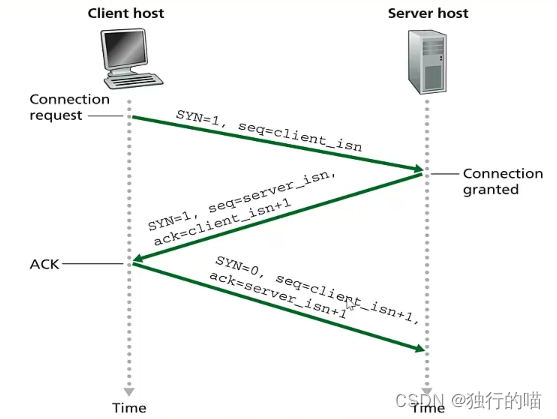 Client host
Server host
Connection
request
SYN=1, seq=client_isn
Connection
granted
SYN=1, seq=server_isn,
ack=client_isn+1
ACK
SYN=0, seq=client_isn+1,
ack=server_isn+1
Time
Time
CSDN @独行的喵